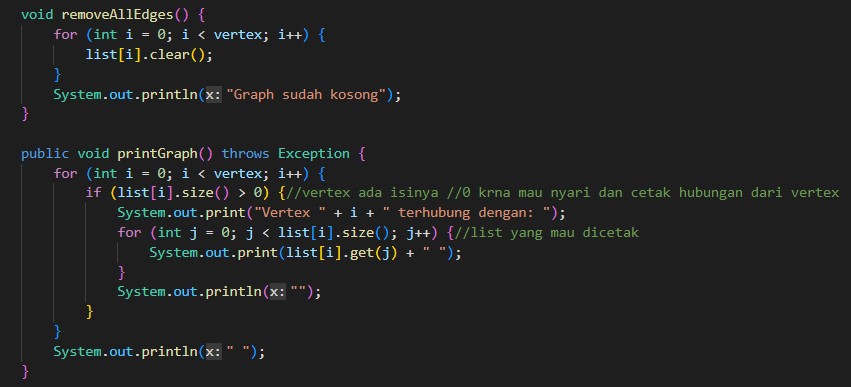 void removeAllEdges() {
    for (int i = 0; i < vertex; i++) {
        list[i].clear();
    }
    System.out.println(x: "Graph sudah kosong");
}

public void printGraph() throws Exception {
    for (int i = 0; i < vertex; i++) {
        if (list[i].size() > 0) {//vertex ada isinya //0 krna mau nyari dan cetak hubungan dari vertex
            System.out.print("Vertex " + i + " terhubung dengan: ");
            for (int j = 0; j < list[i].size(); j++) {//list yang mau dicetak
                System.out.print(list[i].get(j) + " ");
            }
            System.out.println(x: "");
        }
    }
    System.out.println(x: " ");
}